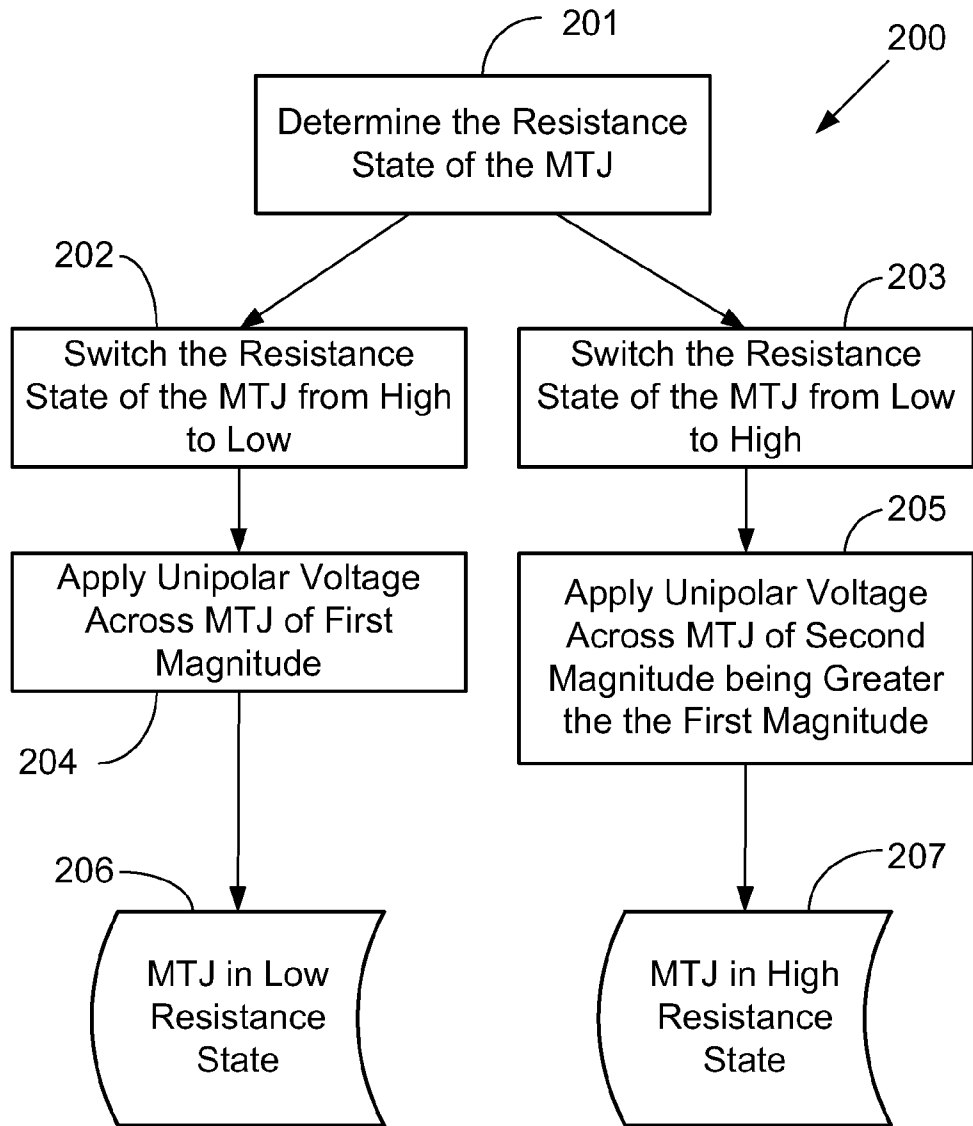 201
200
Determine the Resistance
State of the MTJ
202
203
Switch the Resistance
State of the MTJ from High
to Low
Switch the Resistance
State of the MTJ from Low
to High
205
Apply Unipolar Voltage
Across MTJ of First
Magnitude
Apply Unipolar Voltage
Across MTJ of Second
Magnitude being Greater
the the First Magnitude
204
206
207
MTJ in Low
Resistance
State
MTJ in High
Resistance
State